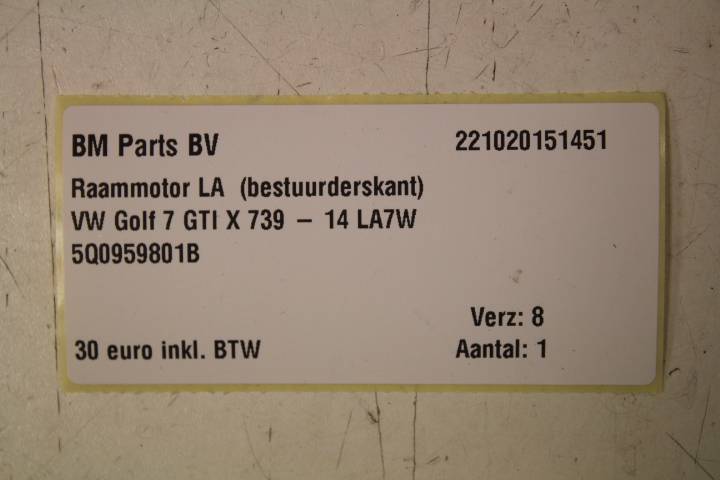 BM Parts BV 221020151451
Raammotor LA (bestuurderskant)
VW Golf 7 GTI X 739 – 14 LA7W
5Q0959801B
Verz: 8
30 euro inkl. BTW Aantal: 1